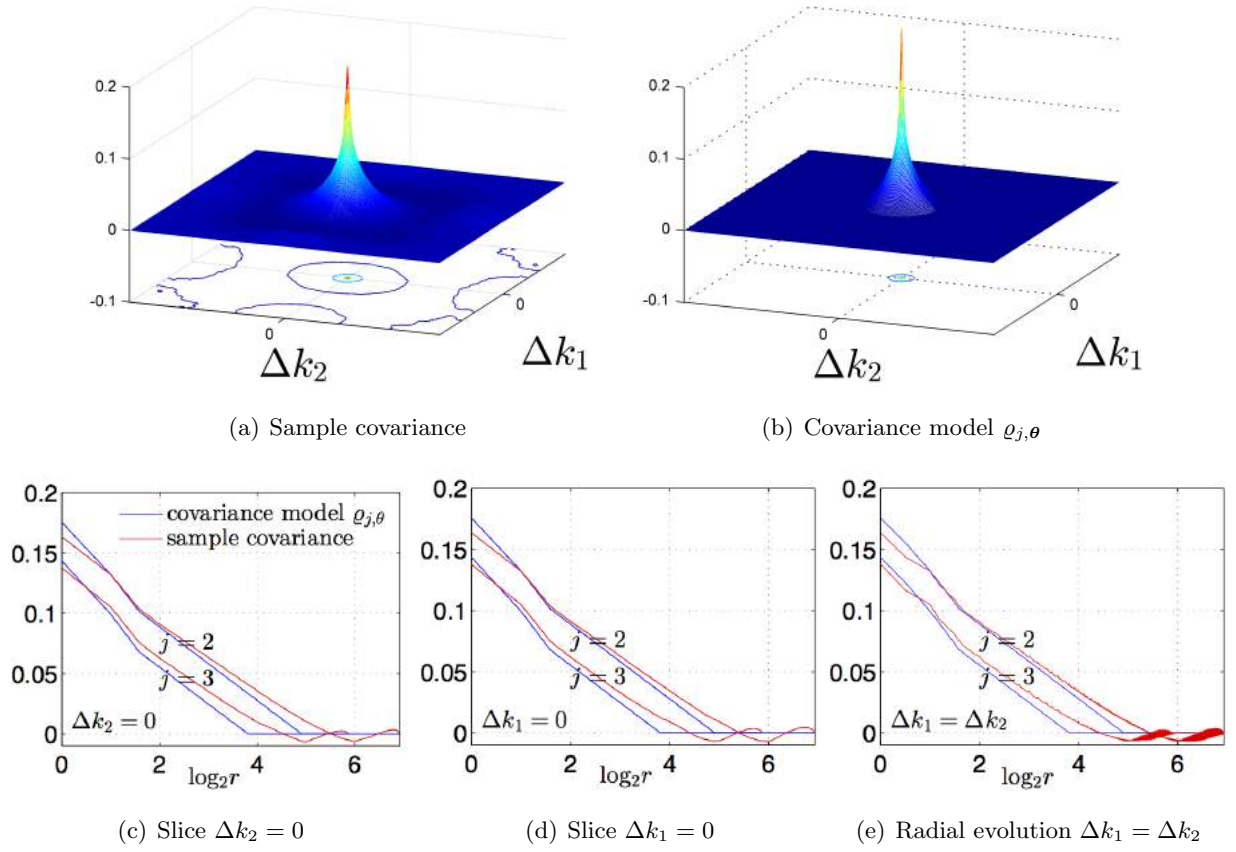 0.2
0.1
0
-0.1
0
0
Δk₂
Δk₁
(a) Sample covariance
0.2
0.1
0
-0.1
0
0
Δk₂
Δk₁
(b) Covariance model ϱj,θ
0.2
0.15
0.1
0.05
0
covariance model ϱj,θ
sample covariance
j = 2
j = 3
Δk₂ = 0
0 2 4 6
log₂r
(c) Slice Δk₂ = 0
0.2
0.15
0.1
0.05
0
j = 2
j = 3
Δk₁ = 0
0 2 4 6
log₂r
(d) Slice Δk₁ = 0
0.2
0.15
0.1
0.05
0
j = 2
j = 3
Δk₁ = Δk₂
0 2 4 6
log₂r
(e) Radial evolution Δk₁ = Δk₂